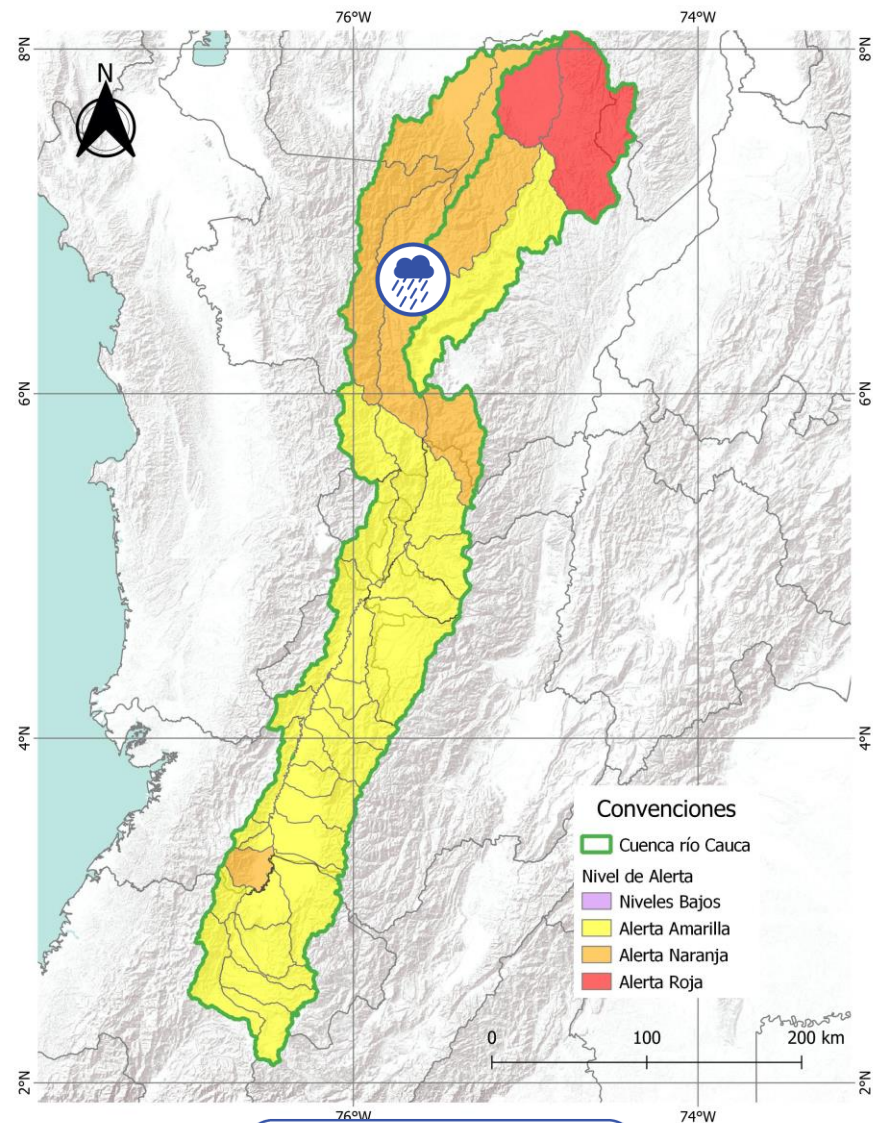 76°W
74°W
8°N
8°N
N
6°N
6°N
4°N
4°N
Convenciones
Cuenca río Cauca
Nivel de Alerta
Niveles Bajos
Alerta Amarilla
Alerta Naranja
Alerta Roja
0
100
200 km
2°N
2°N
76°W
74°W